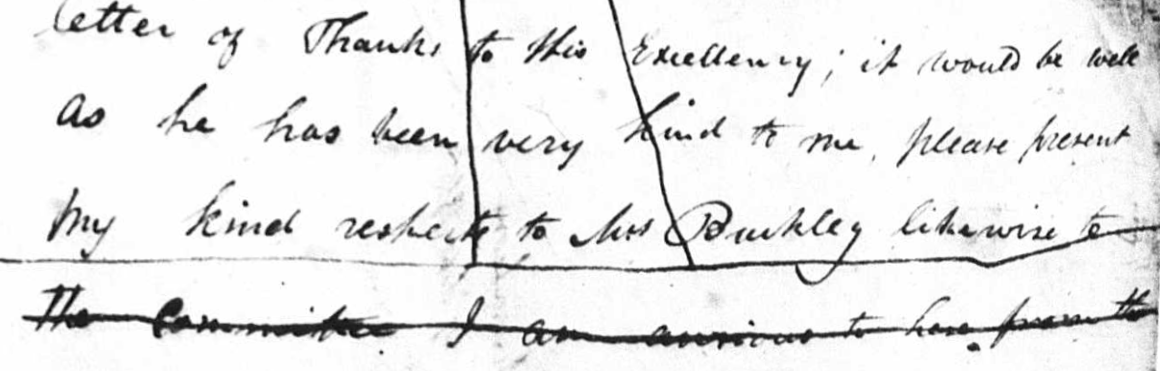 letter of Thanks to His Excellency; it would be well
as he has been very kind to me, please present
my kind respects to Mrs Buckley likewise to
The Committee I am anxious to hear from the